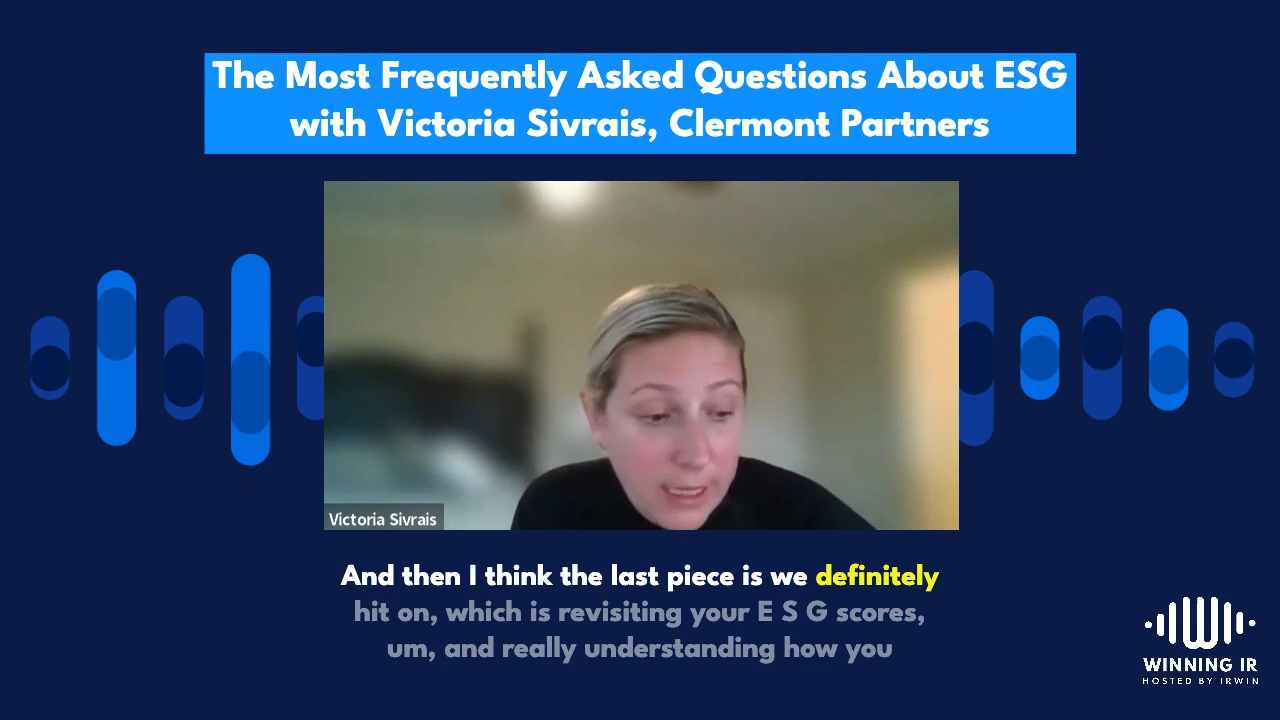 The Most Frequently Asked Questions About ESG
with Victoria Sivrais, Clermont Partners
Victoria Sivrais
And then I think the last piece is we definitely
hit on, which is revisiting your E S G scores,
um, and really understanding how you
WINNING IR
HOSTED BY IRWIN